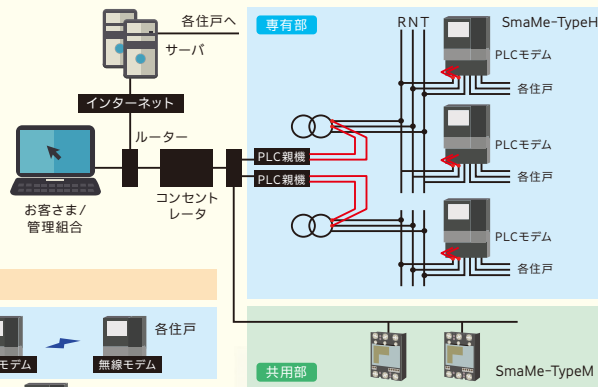 各住戸へ
サーバ
インターネット
ルーター
お客さま/
管理組合
コンセント
レータ
PLC親機
PLC親機
専有部
RNT
SmaMe-TypeH
PLCモデム
各住戸
PLCモデム
各住戸
PLCモデム
各住戸
モデム
無線モデム
各住戸
共用部
SmaMe-TypeM